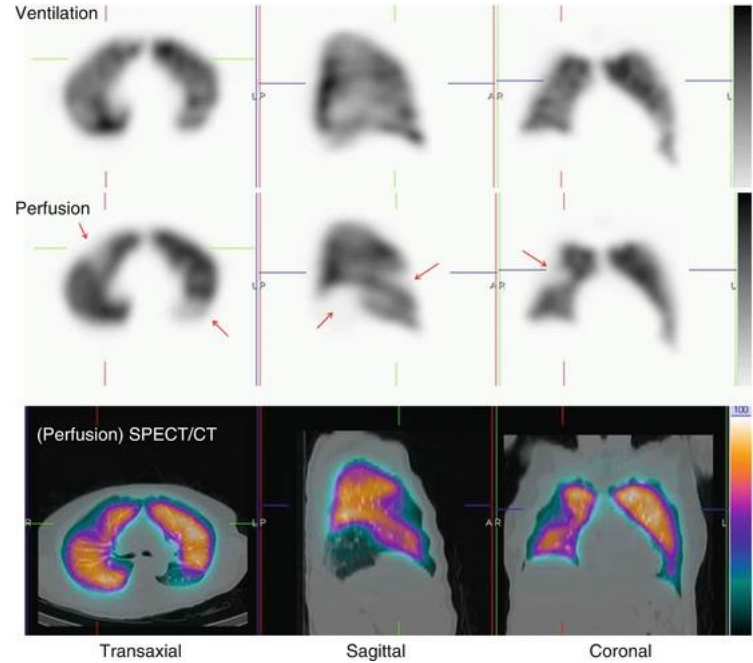 Ventilation
L P
A R
L
Perfusion
L P
A R
L
(Perfusion) SPECT/CT
100
R
L P
A R
L
Transaxial
Sagittal
Coronal